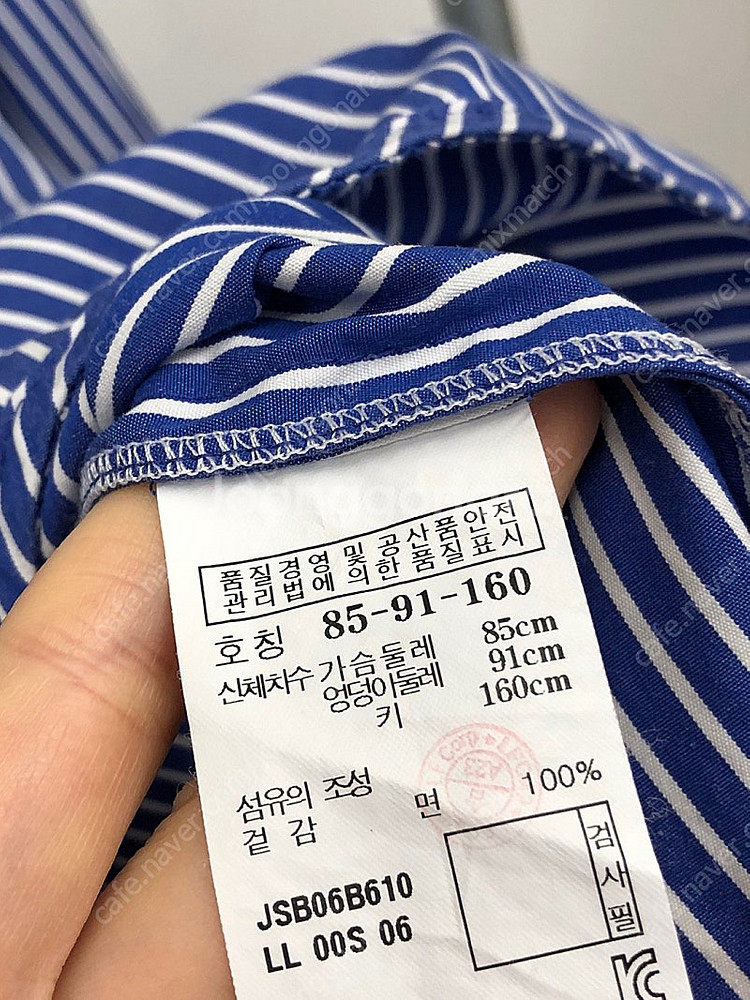 품질경영 및 공산품안전
관리법에 의한 품질표시
호칭 85-91-160
신체치수 가슴둘레 85cm
엉덩이둘레 91cm
키 160cm
섬유의 조성
겉감 면 100%
검사필
JSB06B610
LL 00S 06
cafe.naver
mixmatch
cafe.naver